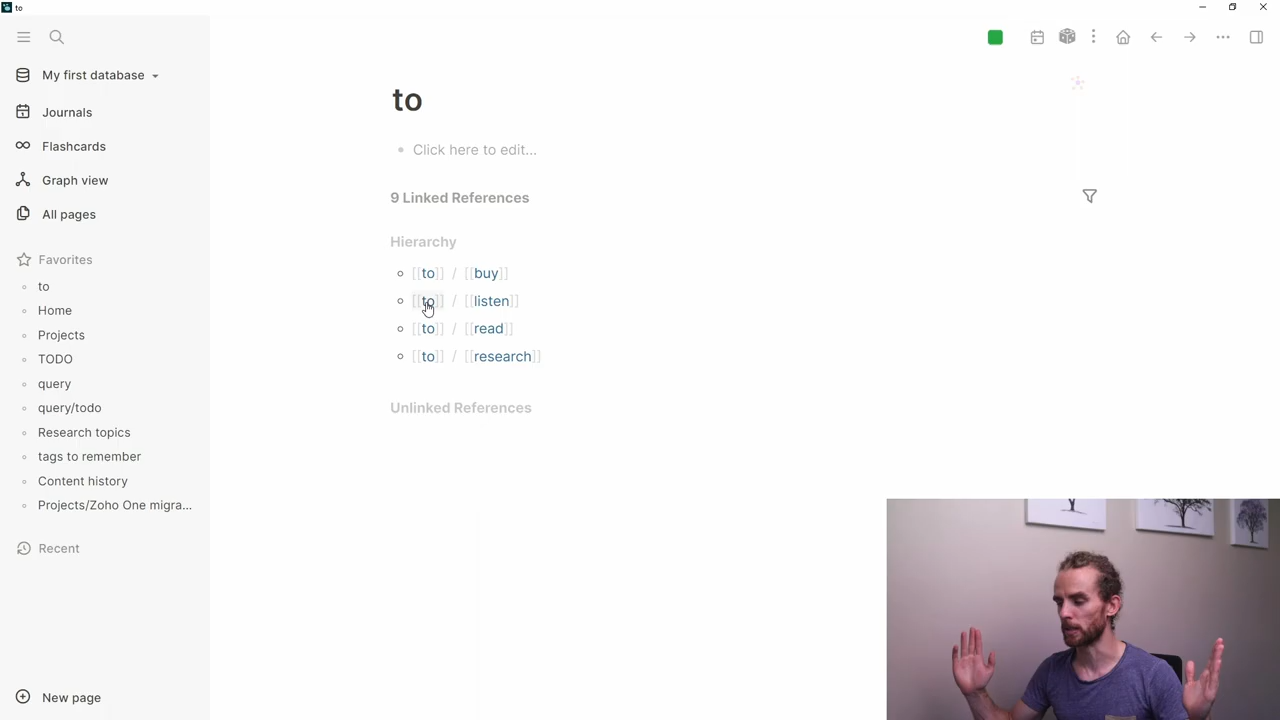 to
My first database
Journals
Flashcards
Graph view
All pages
Favorites
to
Home
Projects
TODO
query
query/todo
Research topics
tags to remember
Content history
Projects/Zoho One migra...
Recent
New page
to
Click here to edit...
9 Linked References
Hierarchy
[[to]] / [[buy]]
[[to]] / [[listen]]
[[to]] / [[read]]
[[to]] / [[research]]
Unlinked References